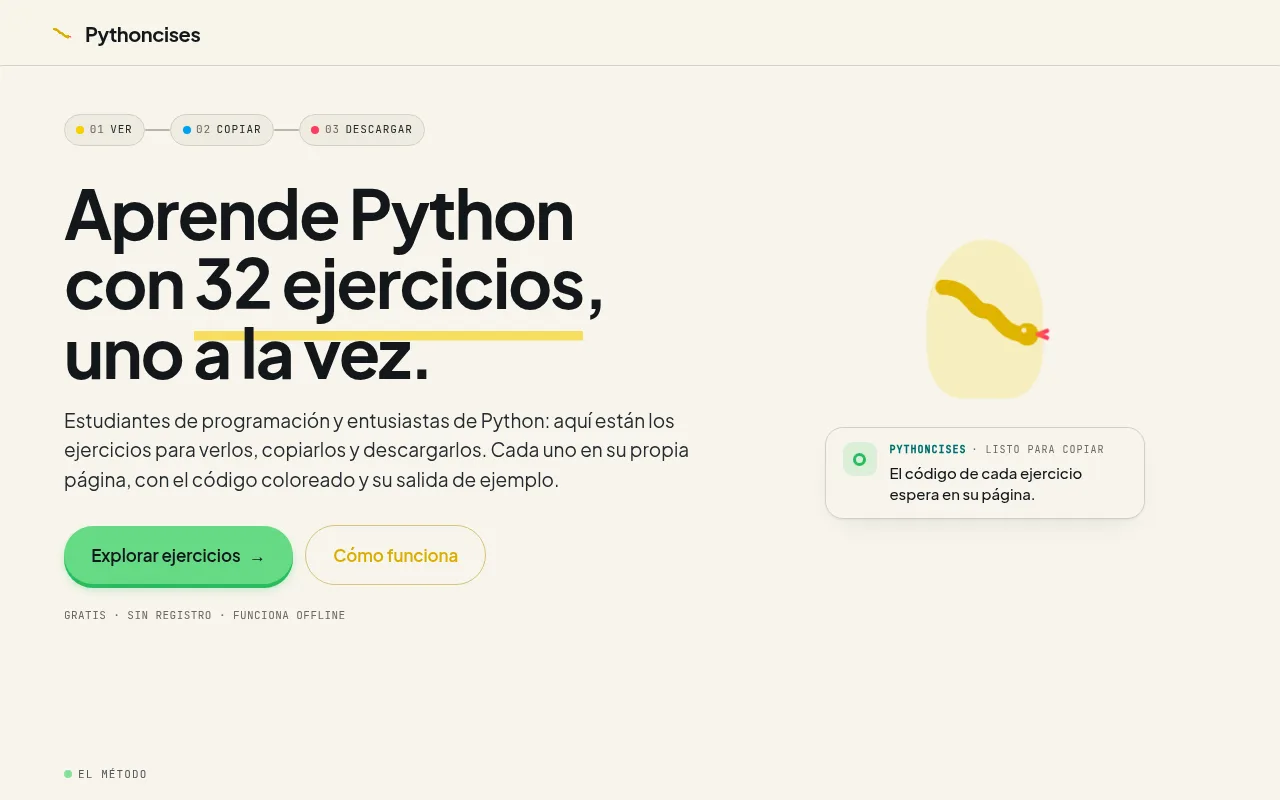 Pythoncises
01 VER
02 COPIAR
03 DESCARGAR
Aprende Python
con 32 ejercicios,
uno a la vez.
Estudiantes de programación y entusiastas de Python: aquí están los
ejercicios para verlos, copiarlos y descargarlos. Cada uno en su propia
página, con el código coloreado y su salida de ejemplo.
Explorar ejercicios →
Cómo funciona
GRATIS · SIN REGISTRO · FUNCIONA OFFLINE
PYTHONCISES · LISTO PARA COPIAR
El código de cada ejercicio
espera en su página.
EL MÉTODO